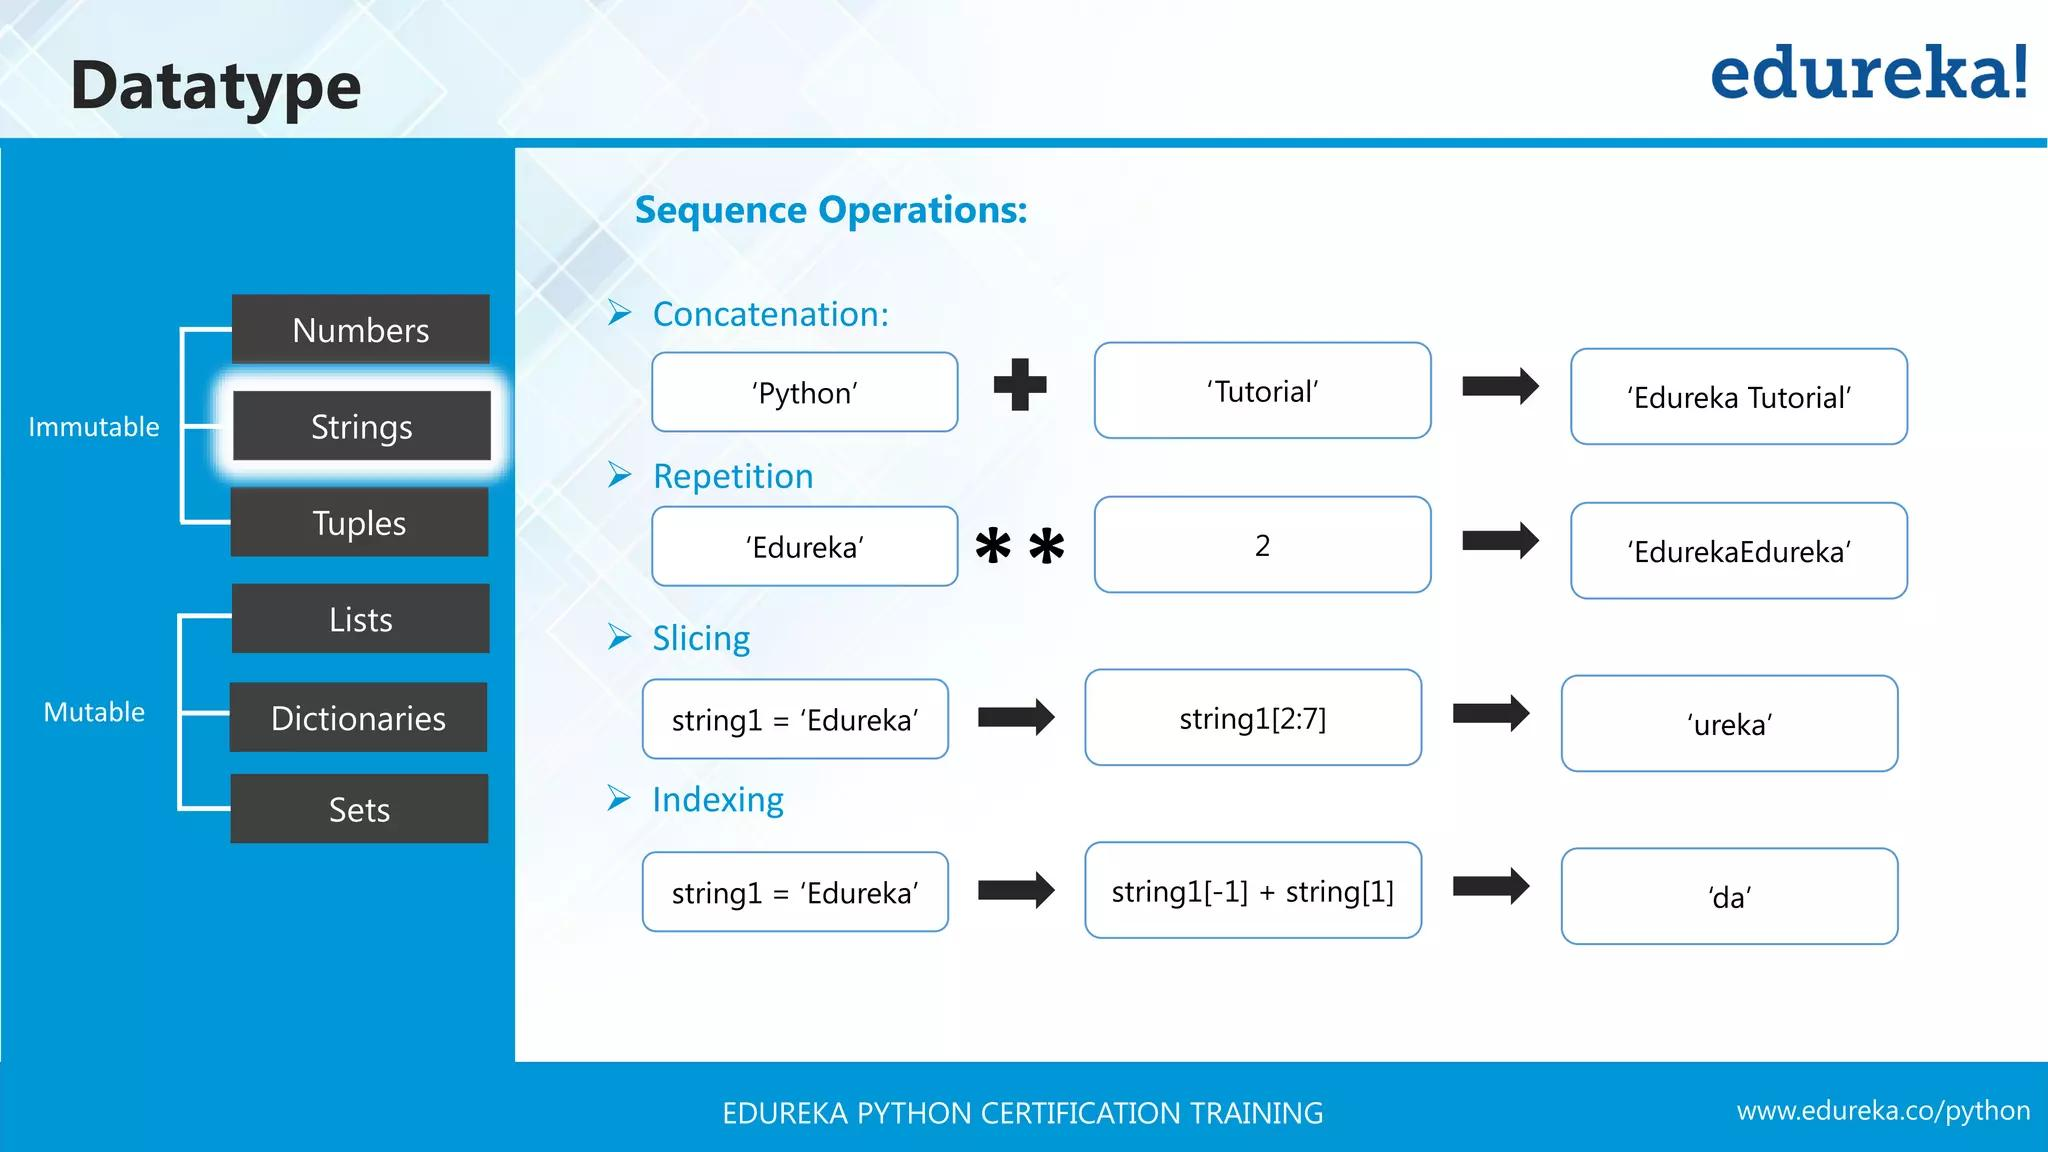 Datatype
edureka!
Numbers
Immutable
Strings
Tuples
Lists
Mutable
Dictionaries
Sets
Sequence Operations:
➢ Concatenation:
‘Python’ + ‘Tutorial’ ‘Edureka Tutorial’
➢ Repetition
‘Edureka’ ** 2 ‘EdurekaEdureka’
➢ Slicing
string1 = ‘Edureka’ string1[2:7] ‘ureka’
➢ Indexing
string1 = ‘Edureka’ string1[-1] + string[1] ‘da’
EDUREKA PYTHON CERTIFICATION TRAINING
www.edureka.co/python